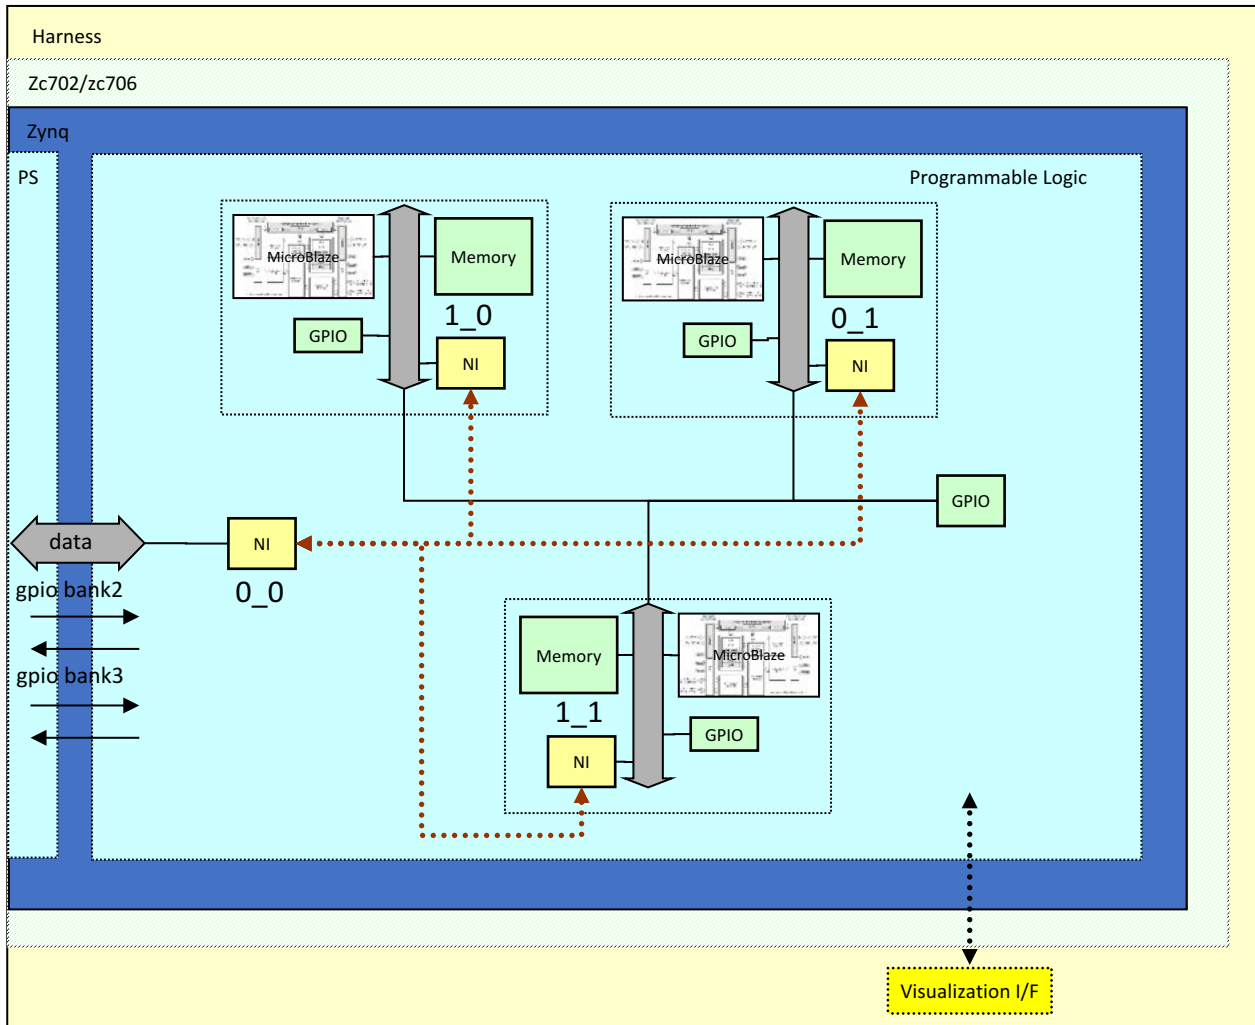 Harness
Zc702/zc706
Zynq
PS
Programmable Logic
MicroBlaze
Memory
1_0
GPIO
NI
MicroBlaze
Memory
0_1
GPIO
NI
GPIO
data
NI
0_0
gpio bank2
gpio bank3
Memory
MicroBlaze
1_1
GPIO
NI
Visualization I/F